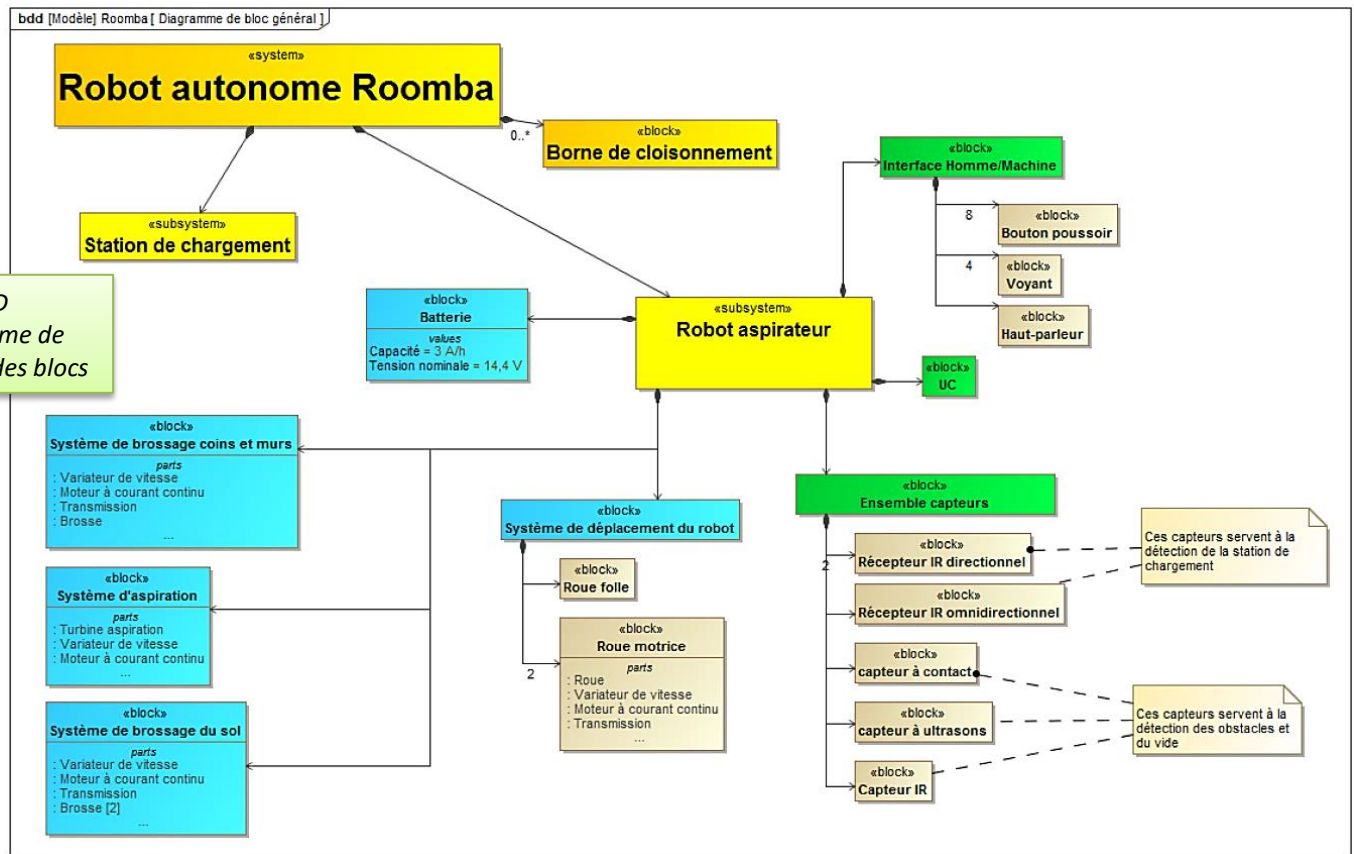 bdd [Modèle] Roomba [ Diagramme de bloc général ]
«system»
Robot autonome Roomba
0..*
«block»
Borne de cloisonnement
«block»
Interface Homme/Machine
8
«block»
Bouton poussoir
4
«block»
Voyant
«block»
Haut-parleur
«subsystem»
Station de chargement
me de
les blocs
«block»
Batterie
values
Capacité = 3 A/h
Tension nominale = 14,4 V
«subsystem»
Robot aspirateur
«block»
UC
«block»
Système de brossage coins et murs
parts
: Variateur de vitesse
: Moteur à courant continu
: Transmission
: Brosse
...
«block»
Système d'aspiration
parts
: Turbine aspiration
: Variateur de vitesse
: Moteur à courant continu
...
«block»
Système de brossage du sol
parts
: Variateur de vitesse
: Moteur à courant continu
: Transmission
: Brosse [2]
...
«block»
Système de déplacement du robot
«block»
Roue folle
2
«block»
Roue motrice
parts
: Roue
: Variateur de vitesse
: Moteur à courant continu
: Transmission
...
«block»
Ensemble capteurs
2
«block»
Récepteur IR directionnel
«block»
Récepteur IR omnidirectionnel
«block»
capteur à contact
«block»
capteur à ultrasons
«block»
Capteur IR
Ces capteurs servent à la
détection de la station de
chargement
Ces capteurs servent à la
détection des obstacles et
du vide